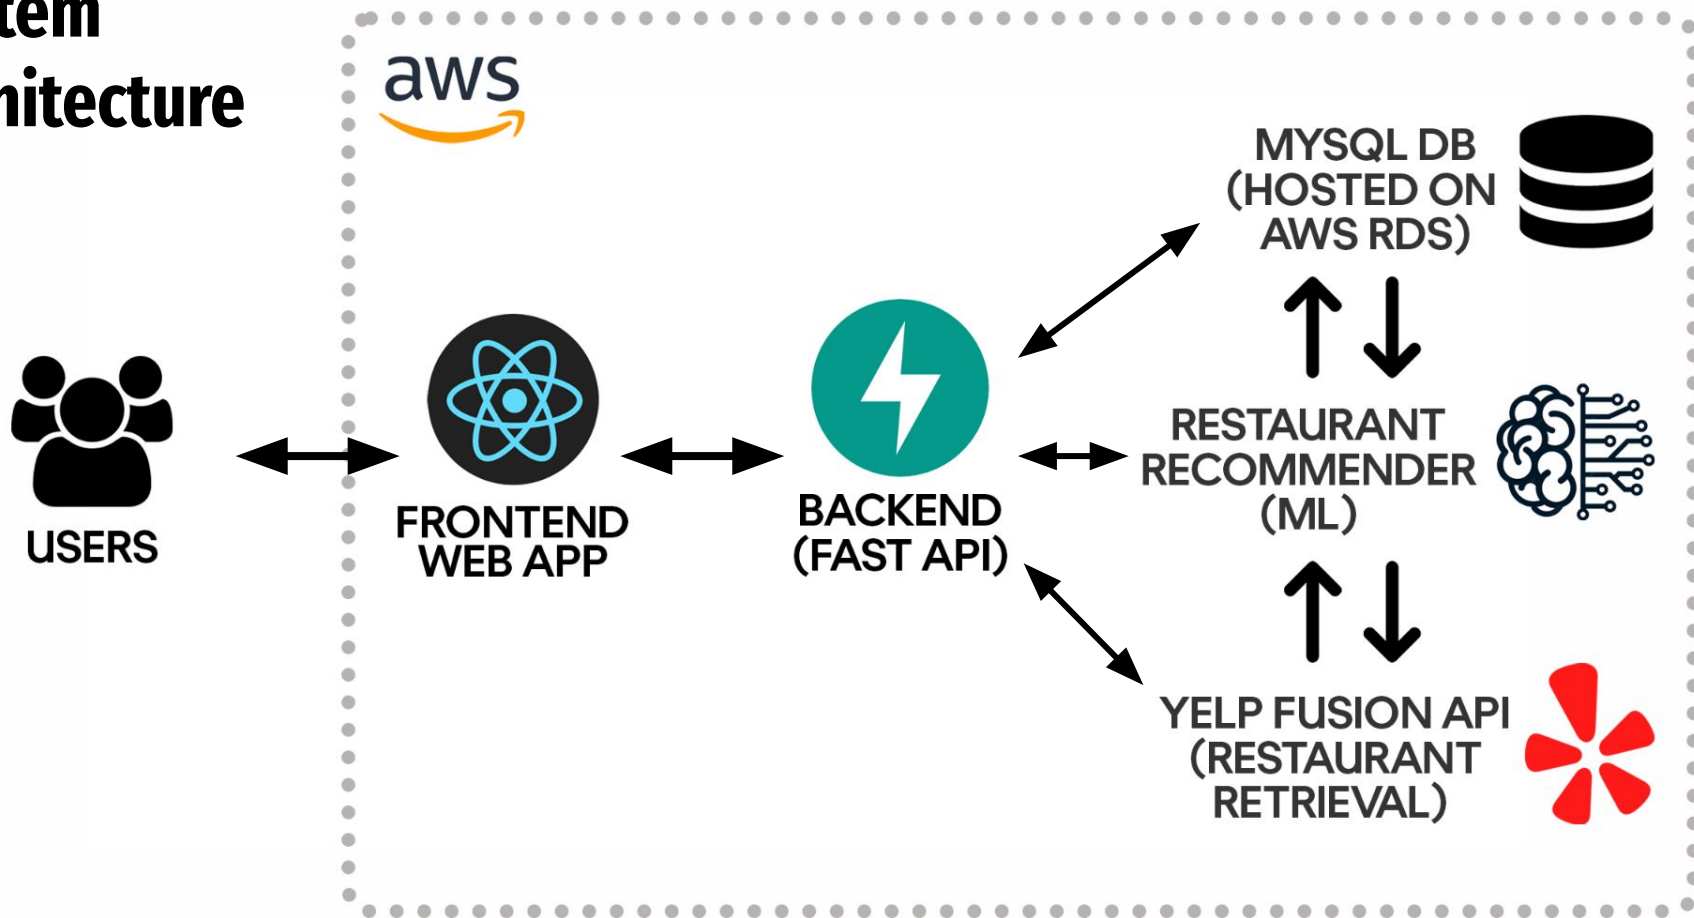 tem
hitecture
aws
MYSQL DB
(HOSTED ON
AWS RDS)
RESTAURANT
RECOMMENDER
(ML)
USERS
FRONTEND
WEB APP
BACKEND
(FAST API)
YELP FUSION API
(RESTAURANT
RETRIEVAL)